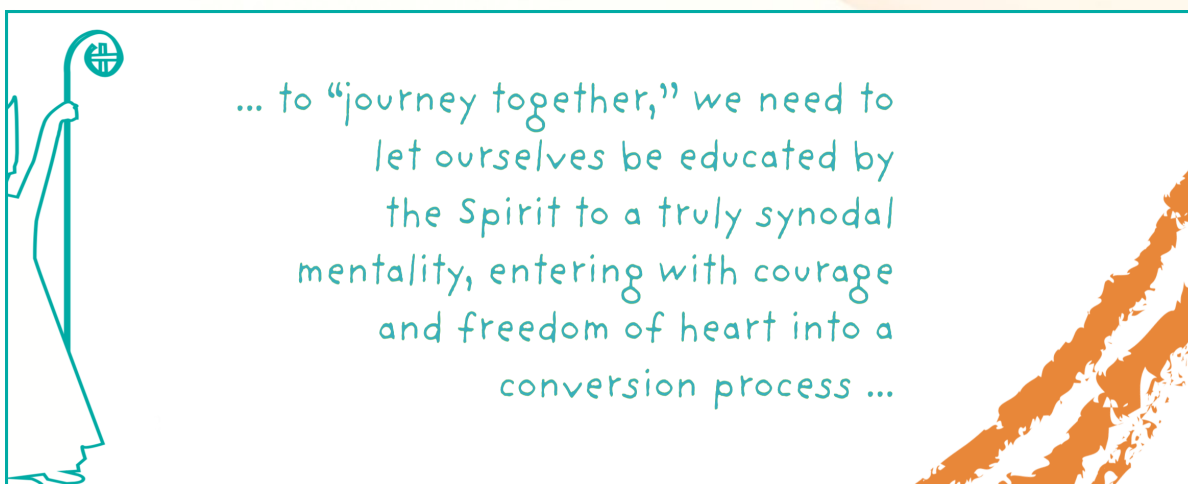 ... to “journey together,” we need to
let ourselves be educated by
the Spirit to a truly synodal
mentality, entering with courage
and freedom of heart into a
conversion process ...